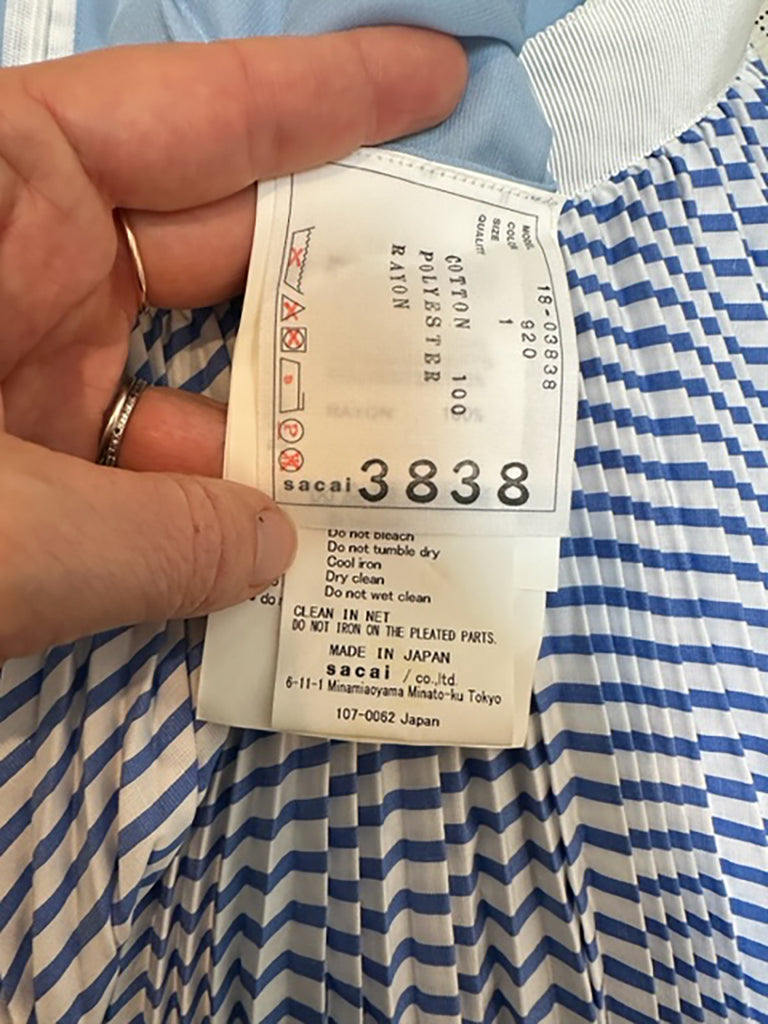 MODEL 18-03838
COLOR 920
SIZE 1
QUALITY
COTTON 100
POLYESTER
RAYON
RAYON 100%
P
sacai 3838
Do not bleach
Do not tumble dry
Cool iron
Dry clean
Do not wet clean
CLEAN IN NET
DO NOT IRON ON THE PLEATED PARTS.
MADE IN JAPAN
sacai / co.,ltd.
6-11-1 Minamiaoyama Minato-ku Tokyo
107-0062 Japan